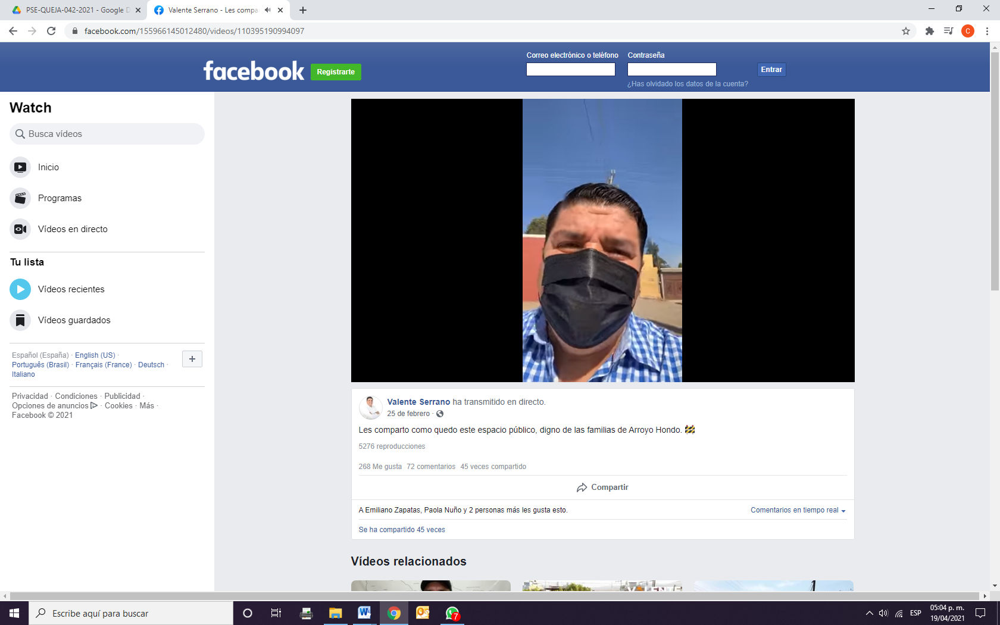 PSE-QUEJA-042-2021 - Google D
Valente Serrano - Les compa
facebook.com/155966145012480/videos/110395190994097
C
facebook
Registrarte
Correo electrónico o teléfono
Contraseña
Entrar
¿Has olvidado los datos de la cuenta?
Watch
Busca vídeos
Inicio
Programas
Vídeos en directo
Tu lista
Vídeos recientes
Vídeos guardados
Español (España) · English (US) ·
Português (Brasil) · Français (France) · Deutsch ·
Italiano
Privacidad · Condiciones · Publicidad ·
Opciones de anuncios · Cookies · Más ·
Facebook © 2021
Valente Serrano ha transmitido en directo.
25 de febrero ·
Les comparto como quedo este espacio público, digno de las familias de Arroyo Hondo.
5276 reproducciones
268 Me gusta 72 comentarios 45 veces compartido
Compartir
A Emiliano Zapatas, Paola Nuño y 2 personas más les gusta esto.
Comentarios en tiempo real
Se ha compartido 45 veces
Vídeos relacionados
VALENTE
Escribe aquí para buscar
7
ESP
05:04 p. m.
19/04/2021